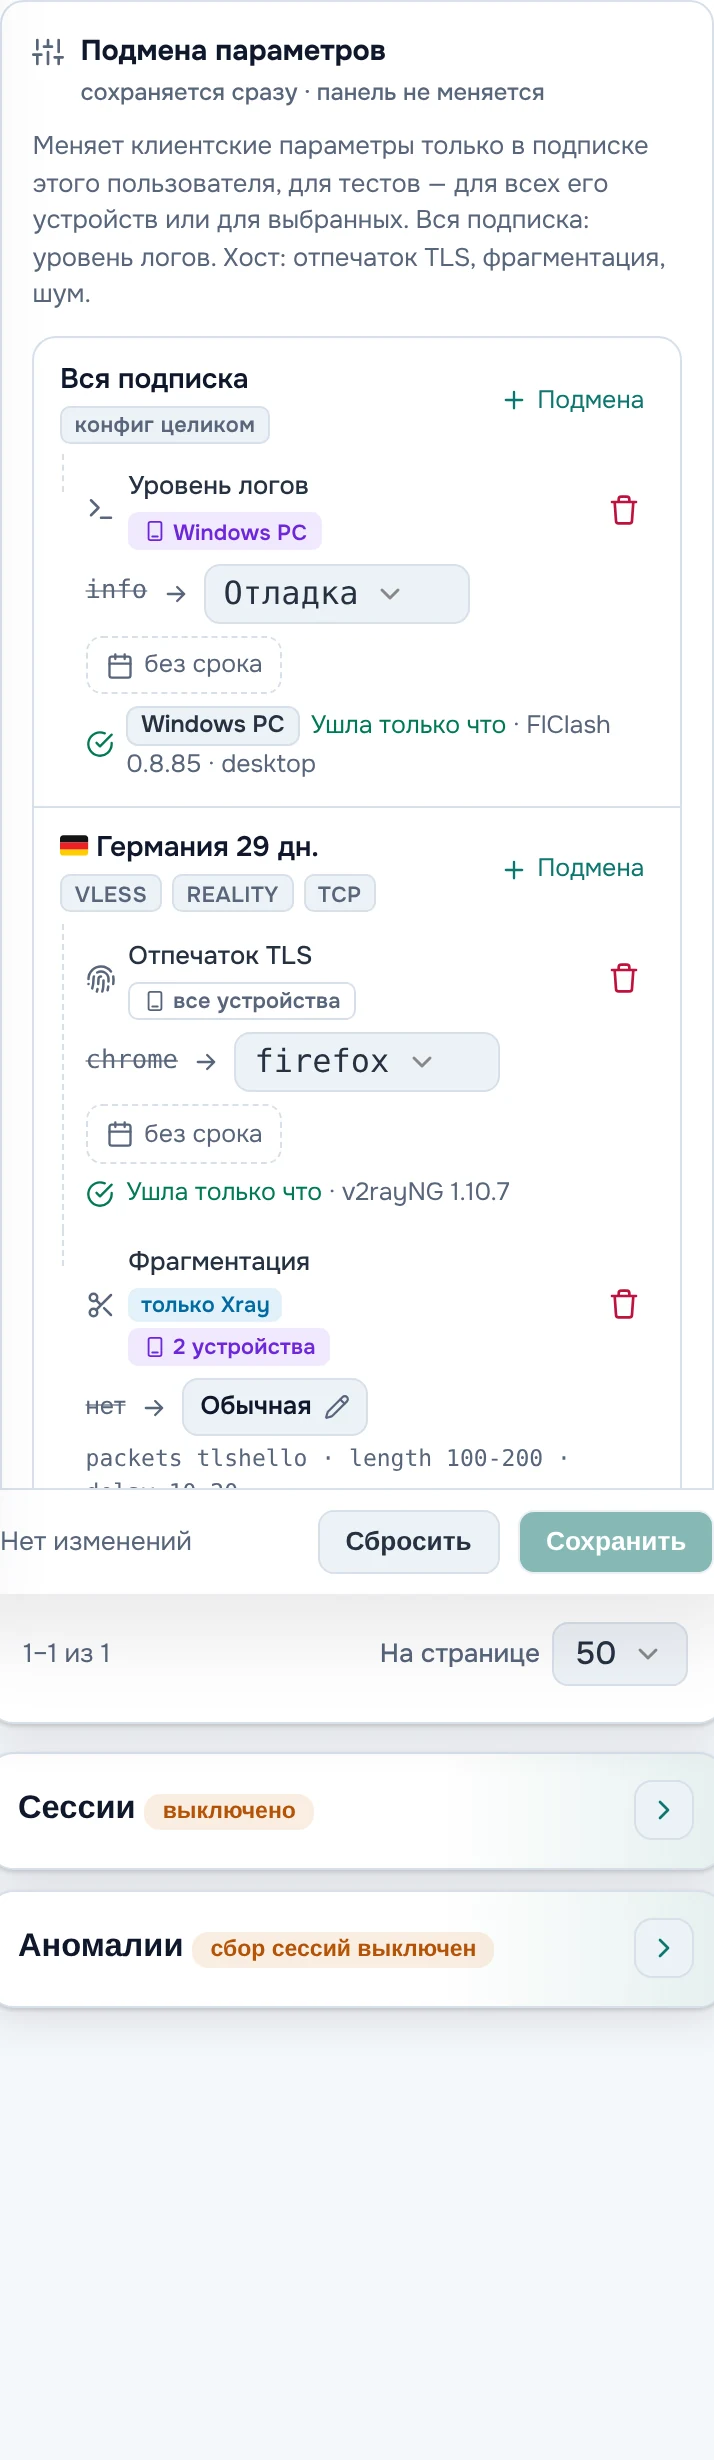 Подмена параметров
сохраняется сразу · панель не меняется
Меняет клиентские параметры только в подписке
этого пользователя, для тестов — для всех его
устройств или для выбранных. Вся подписка:
уровень логов. Хост: отпечаток TLS, фрагментация,
шум.
Вся подписка
+ Подмена
конфиг целиком
Уровень логов
Windows PC
info → Отладка
без срока
Windows PC Ушла только что · FlClash
0.8.85 · desktop
Германия 29 дн.
+ Подмена
VLESS REALITY TCP
Отпечаток TLS
все устройства
chrome → firefox
без срока
Ушла только что · v2rayNG 1.10.7
Фрагментация
только Xray
2 устройства
нет → Обычная
packets tlshello · length 100-200 ·
Нет изменений Сбросить Сохранить
1–1 из 1 На странице 50
Сессии выключено
Аномалии сбор сессий выключен